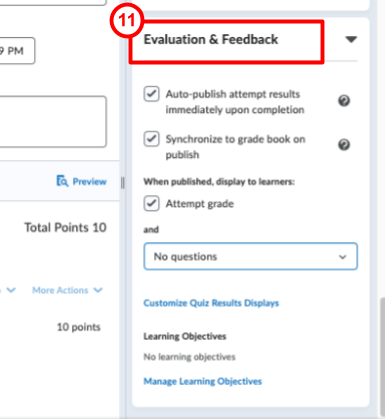 11
Evaluation & Feedback
9 PM
Auto-publish attempt results
immediately upon completion
Synchronize to grade book on
publish
Preview
When published, display to learners:
Attempt grade
Total Points 10
and
No questions
More Actions
Customize Quiz Results Displays
10 points
Learning Objectives
No learning objectives
Manage Learning Objectives